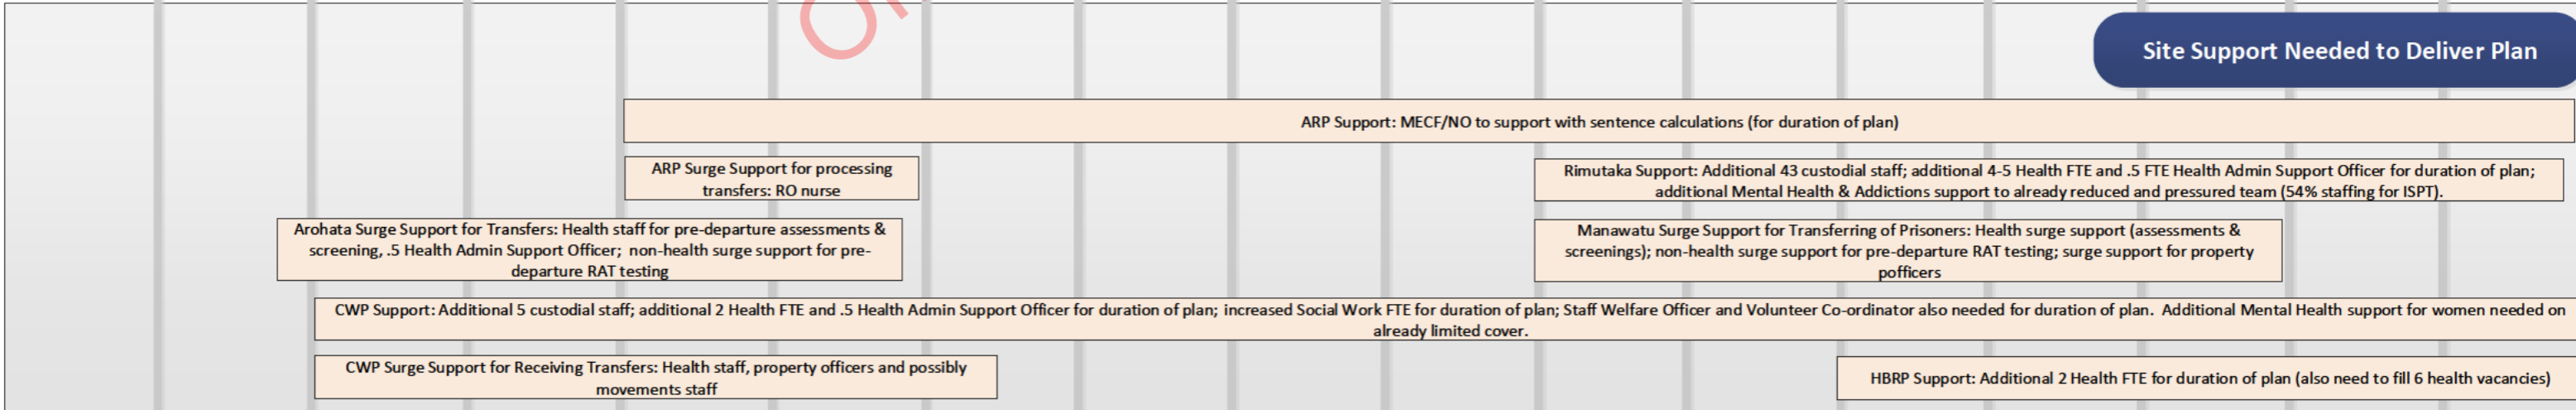 Site Support Needed to Deliver Plan
ARP Support: MECF/NO to support with sentence calculations (for duration of plan)
ARP Surge Support for processing
transfers: RO nurse
Rimutaka Support: Additional 43 custodial staff; additional 4-5 Health FTE and .5 FTE Health Admin Support Officer for duration of plan;
additional Mental Health & Addictions support to already reduced and pressured team (54% staffing for ISPT).
Arohata Surge Support for Transfers: Health staff for pre-departure assessments &
screening, .5 Health Admin Support Officer;  non-health surge support for pre-
departure RAT testing
Manawatu Surge Support for Transferring of Prisoners: Health surge support (assessments &
screenings); non-health surge support for pre-departure RAT testing; surge support for property
pofficers
CWP Support: Additional 5 custodial staff; additional 2 Health FTE and .5 Health Admin Support Officer for duration of plan; increased Social Work FTE for duration of plan; Staff Welfare Officer and Volunteer Co-ordinator also needed for duration of plan.  Additional Mental Health support for women needed on
already limited cover.
CWP Surge Support for Receiving Transfers: Health staff, property officers and possibly
movements staff
HBRP Support: Additional 2 Health FTE for duration of plan (also need to fill 6 health vacancies)